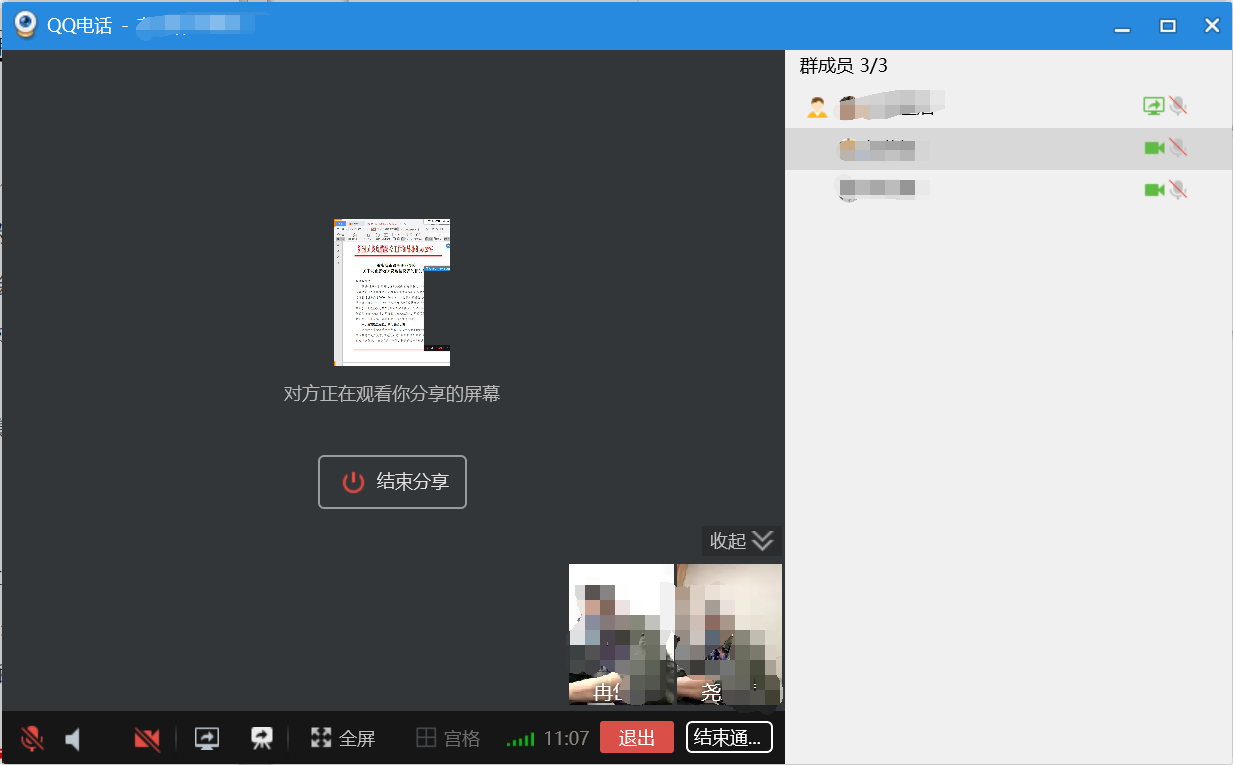 QQ电话 -
群成员 3/3
对方正在观看你分享的屏幕
结束分享
收起
冉
尧
全屏
宫格
11:07
退出
结束通...